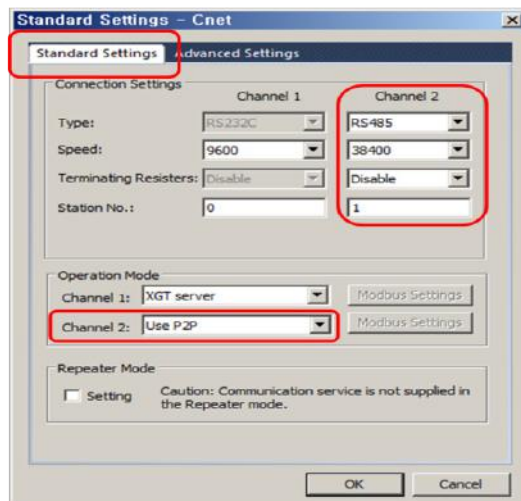 Standard Settings - Cnet
Standard Settings Advanced Settings
Connection Settings
Channel 1 Channel 2
Type: RS232C RS485
Speed: 9600 38400
Terminating Resisters: Disable Disable
Station No.: 0 1
Operation Mode
Channel 1: XGT server Modbus Settings
Channel 2: Use P2P Modbus Settings
Repeater Mode
Setting Caution: Communication service is not supplied in
the Repeater mode.
OK Cancel